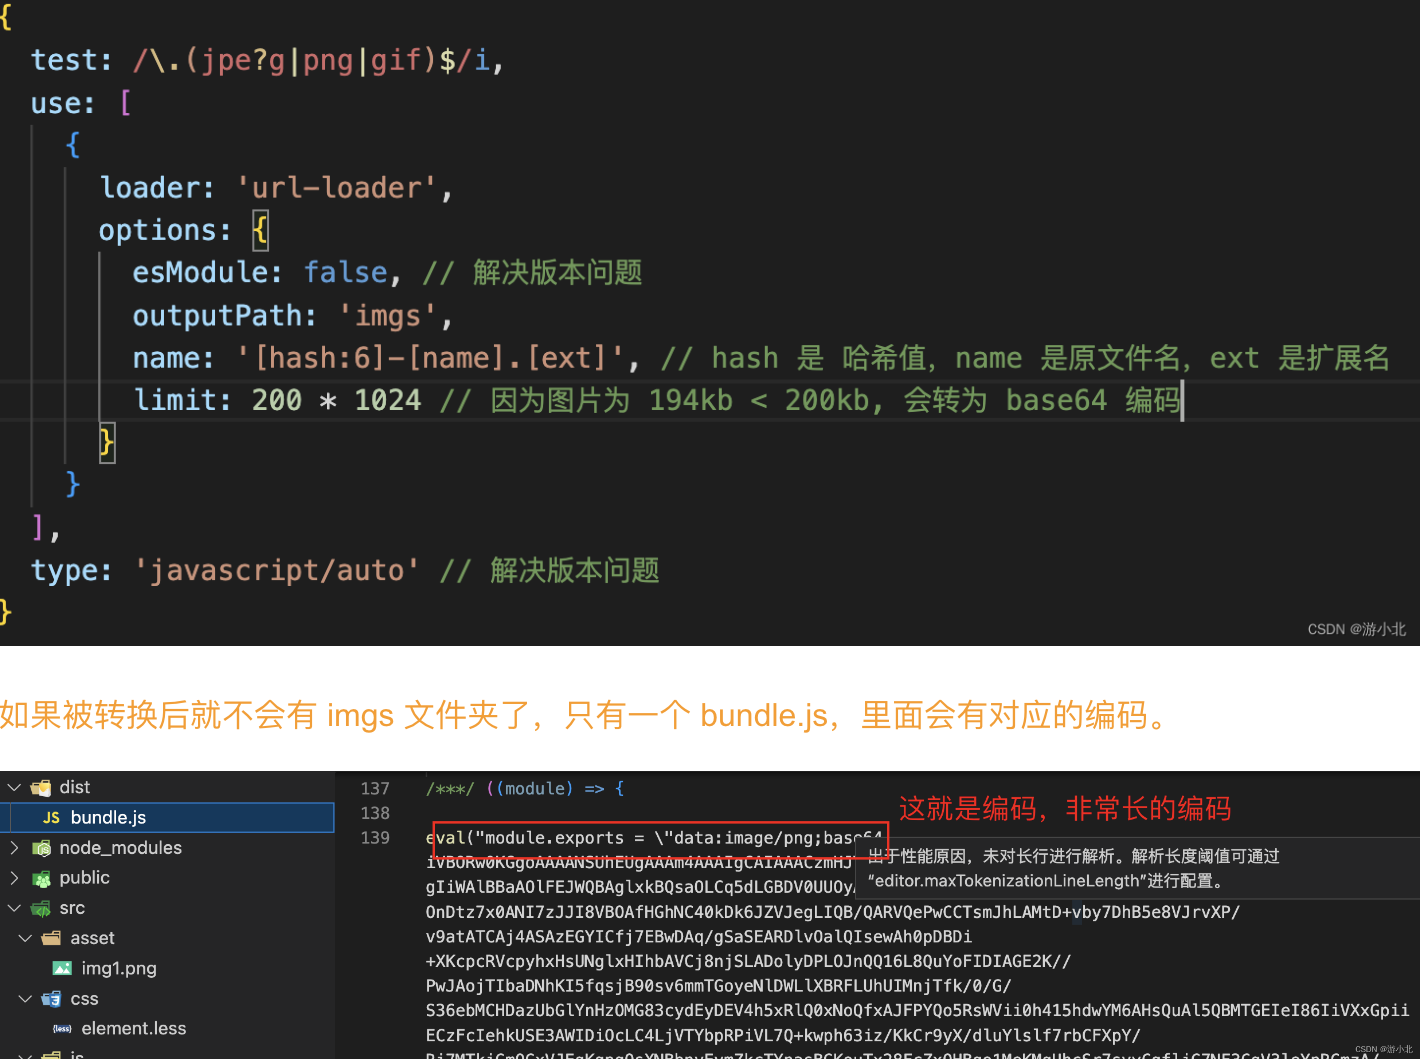 {
test: /\.(jpe?g|png|gif)$/i,
use: [
{
loader: 'url-loader',
options: {
esModule: false, // 解决版本问题
outputPath: 'imgs',
name: '[hash:6]-[name].[ext]', // hash 是 哈希值，name 是原文件名，ext 是扩展名
limit: 200 * 1024 // 因为图片为 194kb < 200kb, 会转为 base64 编码
}
}
],
type: 'javascript/auto' // 解决版本问题
}
CSDN @游小北
如果被转换后就不会有 imgs 文件夹了，只有一个 bundle.js，里面会有对应的编码。
dist
JS bundle.js
node_modules
public
src
asset
img1.png
css
{less} element.less
js
137 /***/ ((module) => {
138
139 eval("module.exports = \"data:image/png;base64
这就是编码，非常长的编码
出于性能原因，未对长行进行解析。解析长度阈值可通过
“editor.maxTokenizationLineLength”进行配置。
OnDtz7x0ANI7zJJI8VBOAfHGhNC40kDk6JZVJegLIQB/QARVQePwCCTsmJhLAMtD+vby7DhB5e8VJrvXP/
v9atATCAj4ASAzEGYICfj7EBwDAq/gSaSEARDlvOalQIsewAh0pDBDi
+XKcpcRVcpyhxHsUNglxHIhbAVCj8njSLADolyDPLOJnQQ16L8QuYoFIDIAGE2K//
PwJAojTIbaDNhKI5fqsjB90sv6mmTGoyeNlDWLlXBRFLUhUIMnjTfk/0/G/
S36ebMCHDazUbGlYnHzOMG83cydEyDEV4h5xRlQ0xNoQfxAJFPYQo5RsWVii0h415hdwYM6AHsQuAl5QBMTGEIeI86IiVXxGpii
ECzFcIehkUSE3AWIDiOcLC4LjVTYbpRPiVL7Q+kwph63iz/KkCr9yX/dluYlslf7rbCFXpY/
CSDN @游小北